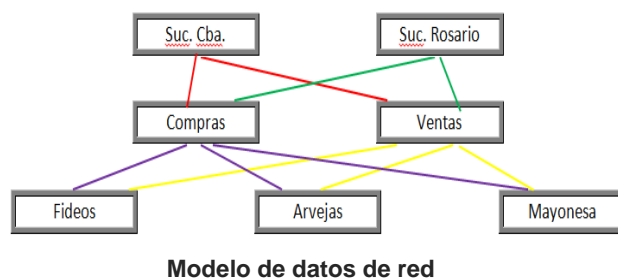 Suc. Cba.
Suc. Rosario
Compras
Ventas
Fideos
Arvejas
Mayonesa
Modelo de datos de red